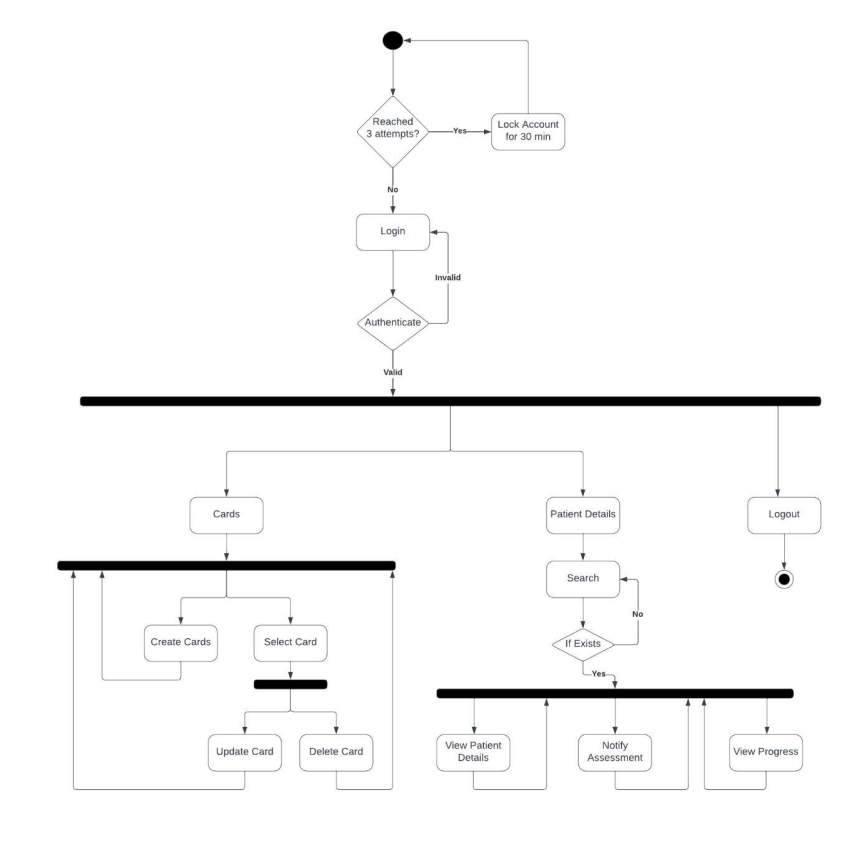 Reached
3 attempts?
Yes
Lock Account
for 30 min
No
Login
Invalid
Authenticate
Valid
Cards
Patient Details
Logout
Search
No
Create Cards
Select Card
If Exists
Yes
Update Card
Delete Card
View Patient
Details
Notify
Assessment
View Progress